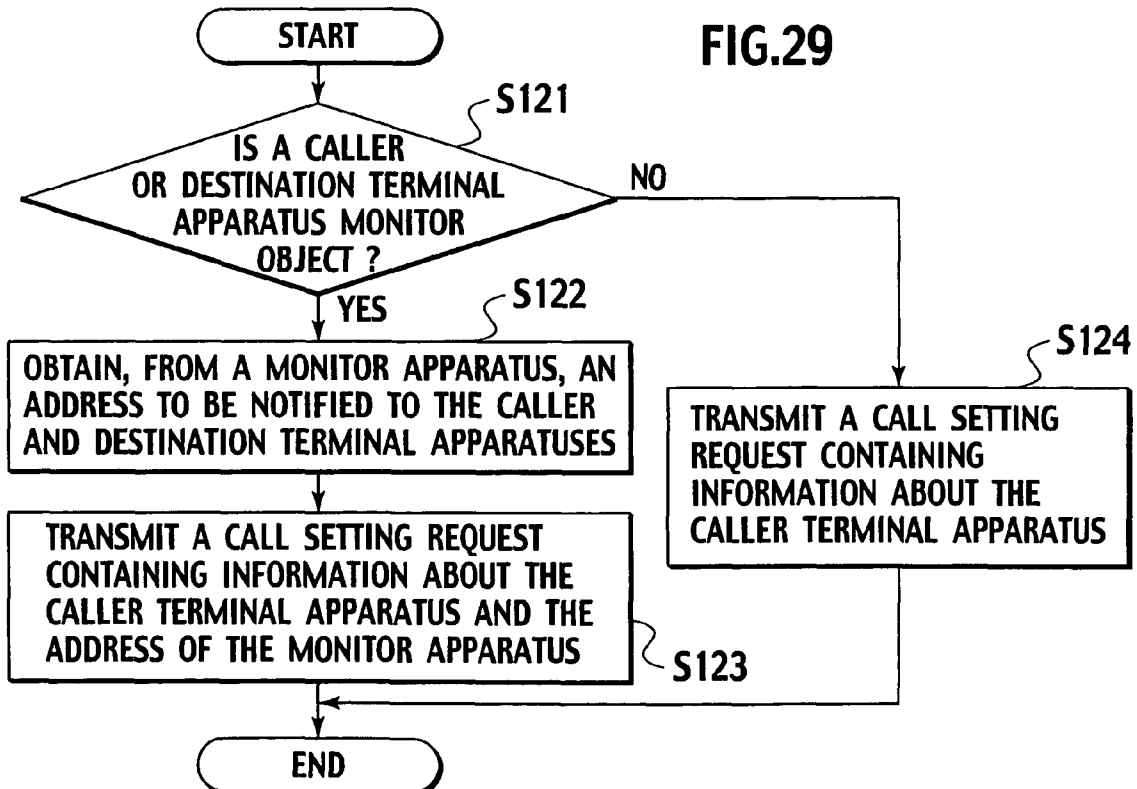 START
FIG.29
S121
IS A CALLER
OR DESTINATION TERMINAL
APPARATUS MONITOR
OBJECT ?
NO
YES
S122
OBTAIN, FROM A MONITOR APPARATUS, AN
ADDRESS TO BE NOTIFIED TO THE CALLER
AND DESTINATION TERMINAL APPARATUSES
S124
TRANSMIT A CALL SETTING
REQUEST CONTAINING
INFORMATION ABOUT THE
CALLER TERMINAL APPARATUS
TRANSMIT A CALL SETTING REQUEST
CONTAINING INFORMATION ABOUT THE
CALLER TERMINAL APPARATUS AND THE
ADDRESS OF THE MONITOR APPARATUS
S123
END